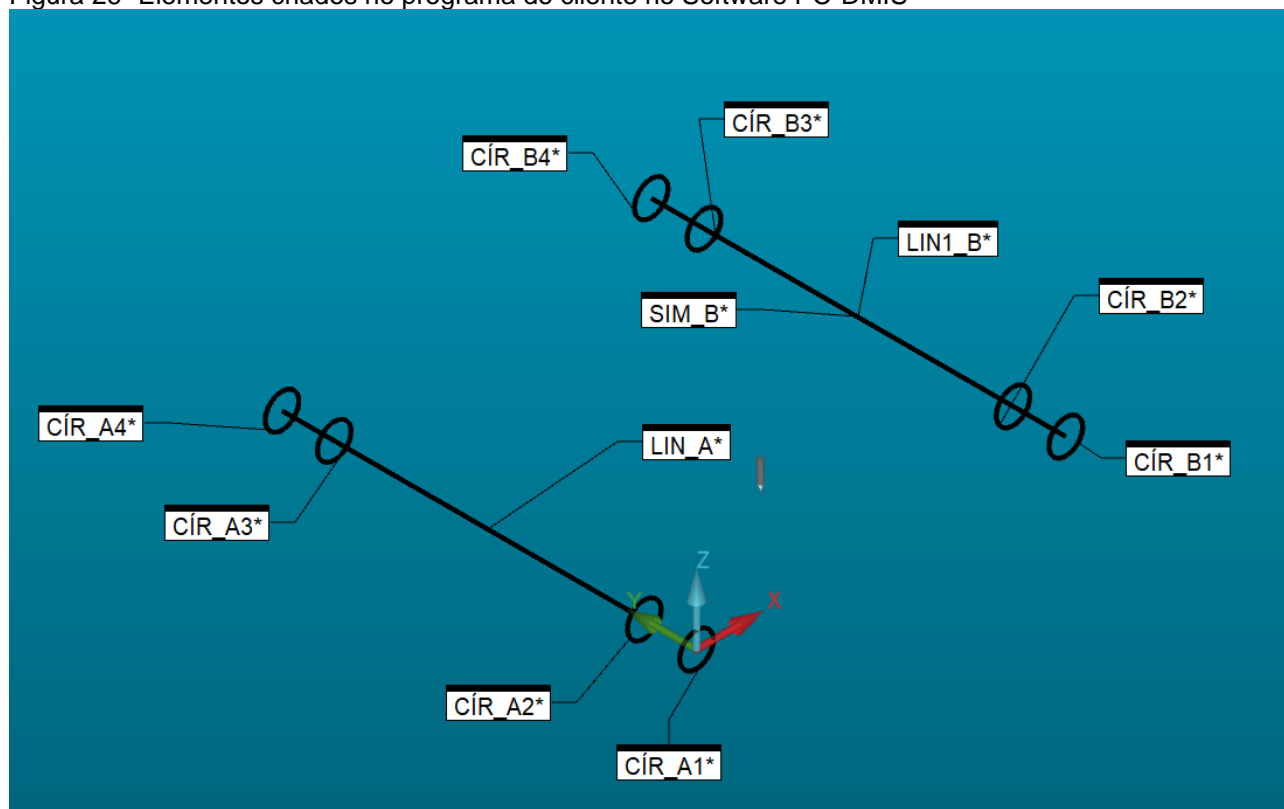 Figura Elementos criados no programa do cliente no Software PC-DMIS
CÍR_B3*
CÍR_B4*
LIN1_B*
CÍR_B2*
SIM_B*
CÍR_A4*
LIN_A*
CÍR_B1*
CÍR_A3*
Z
Y
X
CÍR_A2*
CÍR_A1*